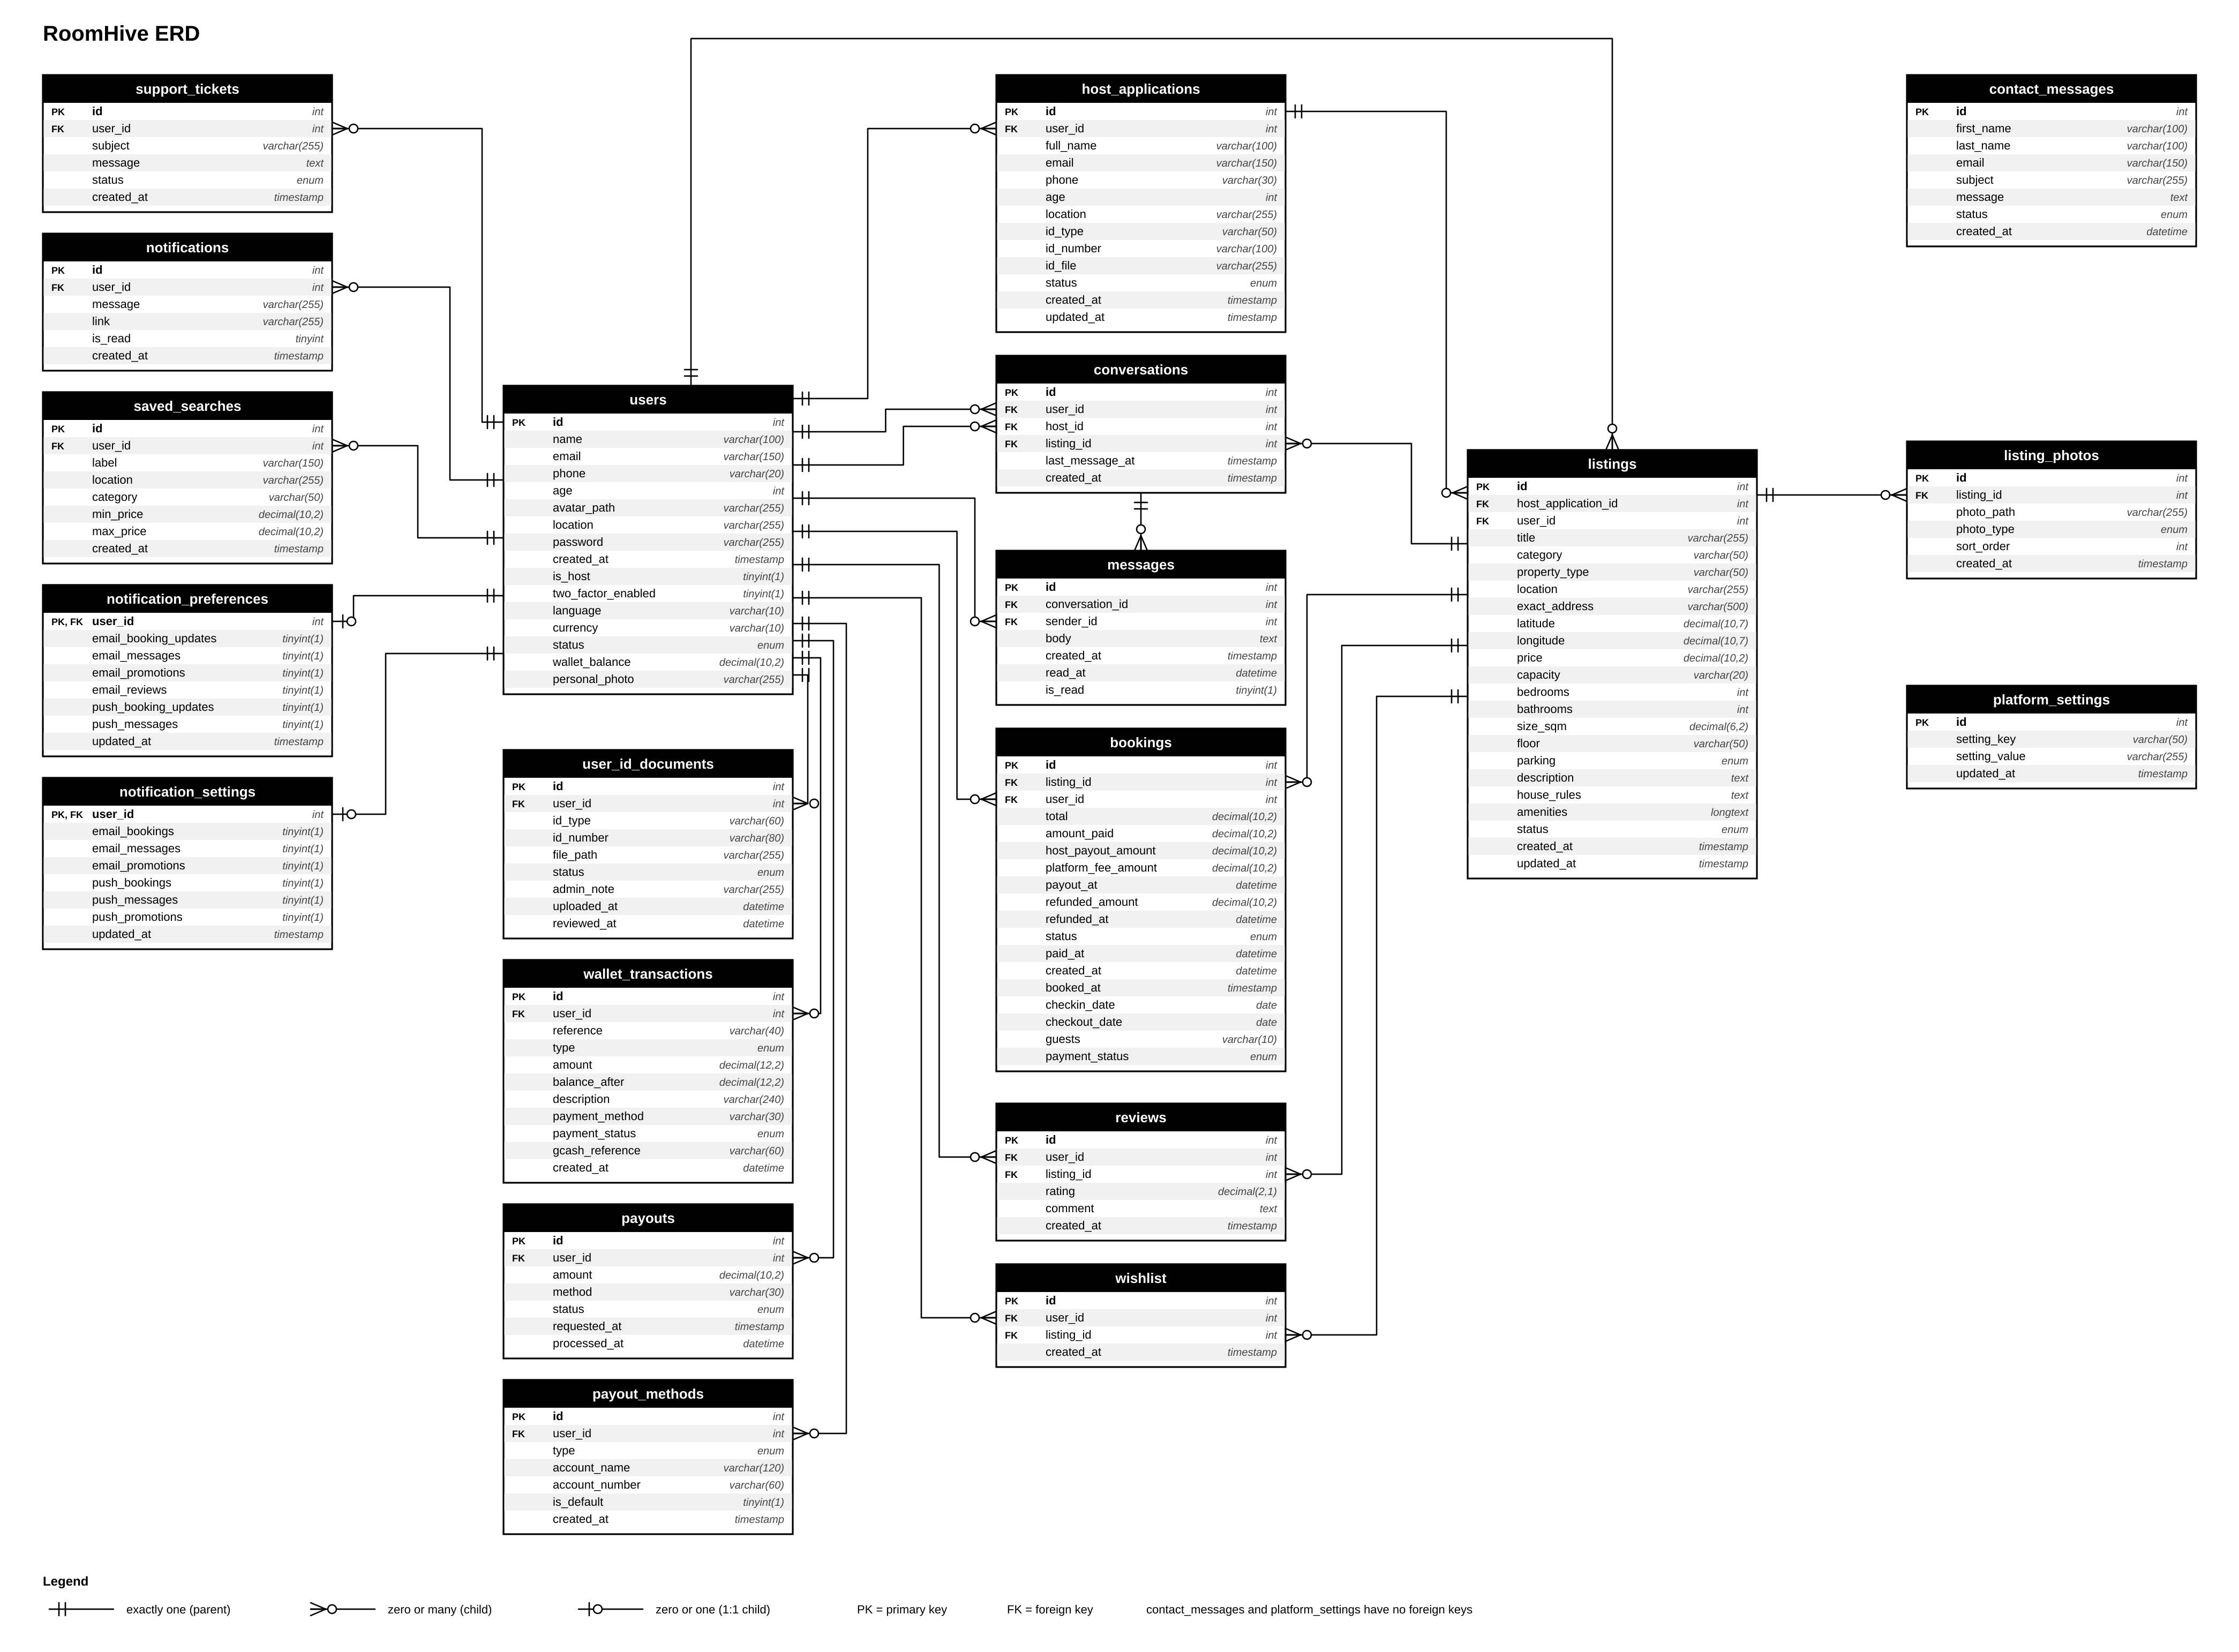 RoomHive ERD
support_tickets
PK id int
FK user_id int
subject varchar(255)
message text
status enum
created_at timestamp
notifications
PK id int
FK user_id int
message varchar(255)
link varchar(255)
is_read tinyint
created_at timestamp
saved_searches
PK id int
FK user_id int
label varchar(150)
location varchar(255)
category varchar(50)
min_price decimal(10,2)
max_price decimal(10,2)
created_at timestamp
notification_preferences
PK, FK user_id int
email_booking_updates tinyint(1)
email_messages tinyint(1)
email_promotions tinyint(1)
email_reviews tinyint(1)
push_booking_updates tinyint(1)
push_messages tinyint(1)
updated_at timestamp
notification_settings
PK, FK user_id int
email_bookings tinyint(1)
email_messages tinyint(1)
email_promotions tinyint(1)
push_bookings tinyint(1)
push_messages tinyint(1)
push_promotions tinyint(1)
updated_at timestamp
users
PK id int
name varchar(100)
email varchar(150)
phone varchar(20)
age int
avatar_path varchar(255)
location varchar(255)
password varchar(255)
created_at timestamp
is_host tinyint(1)
two_factor_enabled tinyint(1)
language varchar(10)
currency varchar(10)
status enum
wallet_balance decimal(10,2)
personal_photo varchar(255)
user_id_documents
PK id int
FK user_id int
id_type varchar(60)
id_number varchar(80)
file_path varchar(255)
status enum
admin_note varchar(255)
uploaded_at datetime
reviewed_at datetime
wallet_transactions
PK id int
FK user_id int
reference varchar(40)
type enum
amount decimal(12,2)
balance_after decimal(12,2)
description varchar(240)
payment_method varchar(30)
payment_status enum
gcash_reference varchar(60)
created_at datetime
payouts
PK id int
FK user_id int
amount decimal(10,2)
method varchar(30)
status enum
requested_at timestamp
processed_at datetime
payout_methods
PK id int
FK user_id int
type enum
account_name varchar(120)
account_number varchar(60)
is_default tinyint(1)
created_at timestamp
host_applications
PK id int
FK user_id int
full_name varchar(100)
email varchar(150)
phone varchar(30)
age int
location varchar(255)
id_type varchar(50)
id_number varchar(100)
id_file varchar(255)
status enum
created_at timestamp
updated_at timestamp
conversations
PK id int
FK user_id int
FK host_id int
FK listing_id int
last_message_at timestamp
created_at timestamp
messages
PK id int
FK conversation_id int
FK sender_id int
body text
created_at timestamp
read_at datetime
is_read tinyint(1)
bookings
PK id int
FK listing_id int
FK user_id int
total decimal(10,2)
amount_paid decimal(10,2)
host_payout_amount decimal(10,2)
platform_fee_amount decimal(10,2)
payout_at datetime
refunded_amount decimal(10,2)
refunded_at datetime
status enum
paid_at datetime
created_at datetime
booked_at timestamp
checkin_date date
checkout_date date
guests varchar(10)
payment_status enum
reviews
PK id int
FK user_id int
FK listing_id int
rating decimal(2,1)
comment text
created_at timestamp
wishlist
PK id int
FK user_id int
FK listing_id int
created_at timestamp
listings
PK id int
FK host_application_id int
FK user_id int
title varchar(255)
category varchar(50)
property_type varchar(50)
location varchar(255)
exact_address varchar(500)
latitude decimal(10,7)
longitude decimal(10,7)
price decimal(10,2)
capacity varchar(20)
bedrooms int
bathrooms int
size_sqm decimal(6,2)
floor varchar(50)
parking enum
description text
house_rules text
amenities longtext
status enum
created_at timestamp
updated_at timestamp
contact_messages
PK id int
first_name varchar(100)
last_name varchar(100)
email varchar(150)
subject varchar(255)
message text
status enum
created_at datetime
listing_photos
PK id int
FK listing_id int
photo_path varchar(255)
photo_type enum
sort_order int
created_at timestamp
platform_settings
PK id int
setting_key varchar(50)
setting_value varchar(255)
updated_at timestamp
Legend
exactly one (parent) zero or many (child) zero or one (1:1 child) PK = primary key FK = foreign key contact_messages and platform_settings have no foreign keys